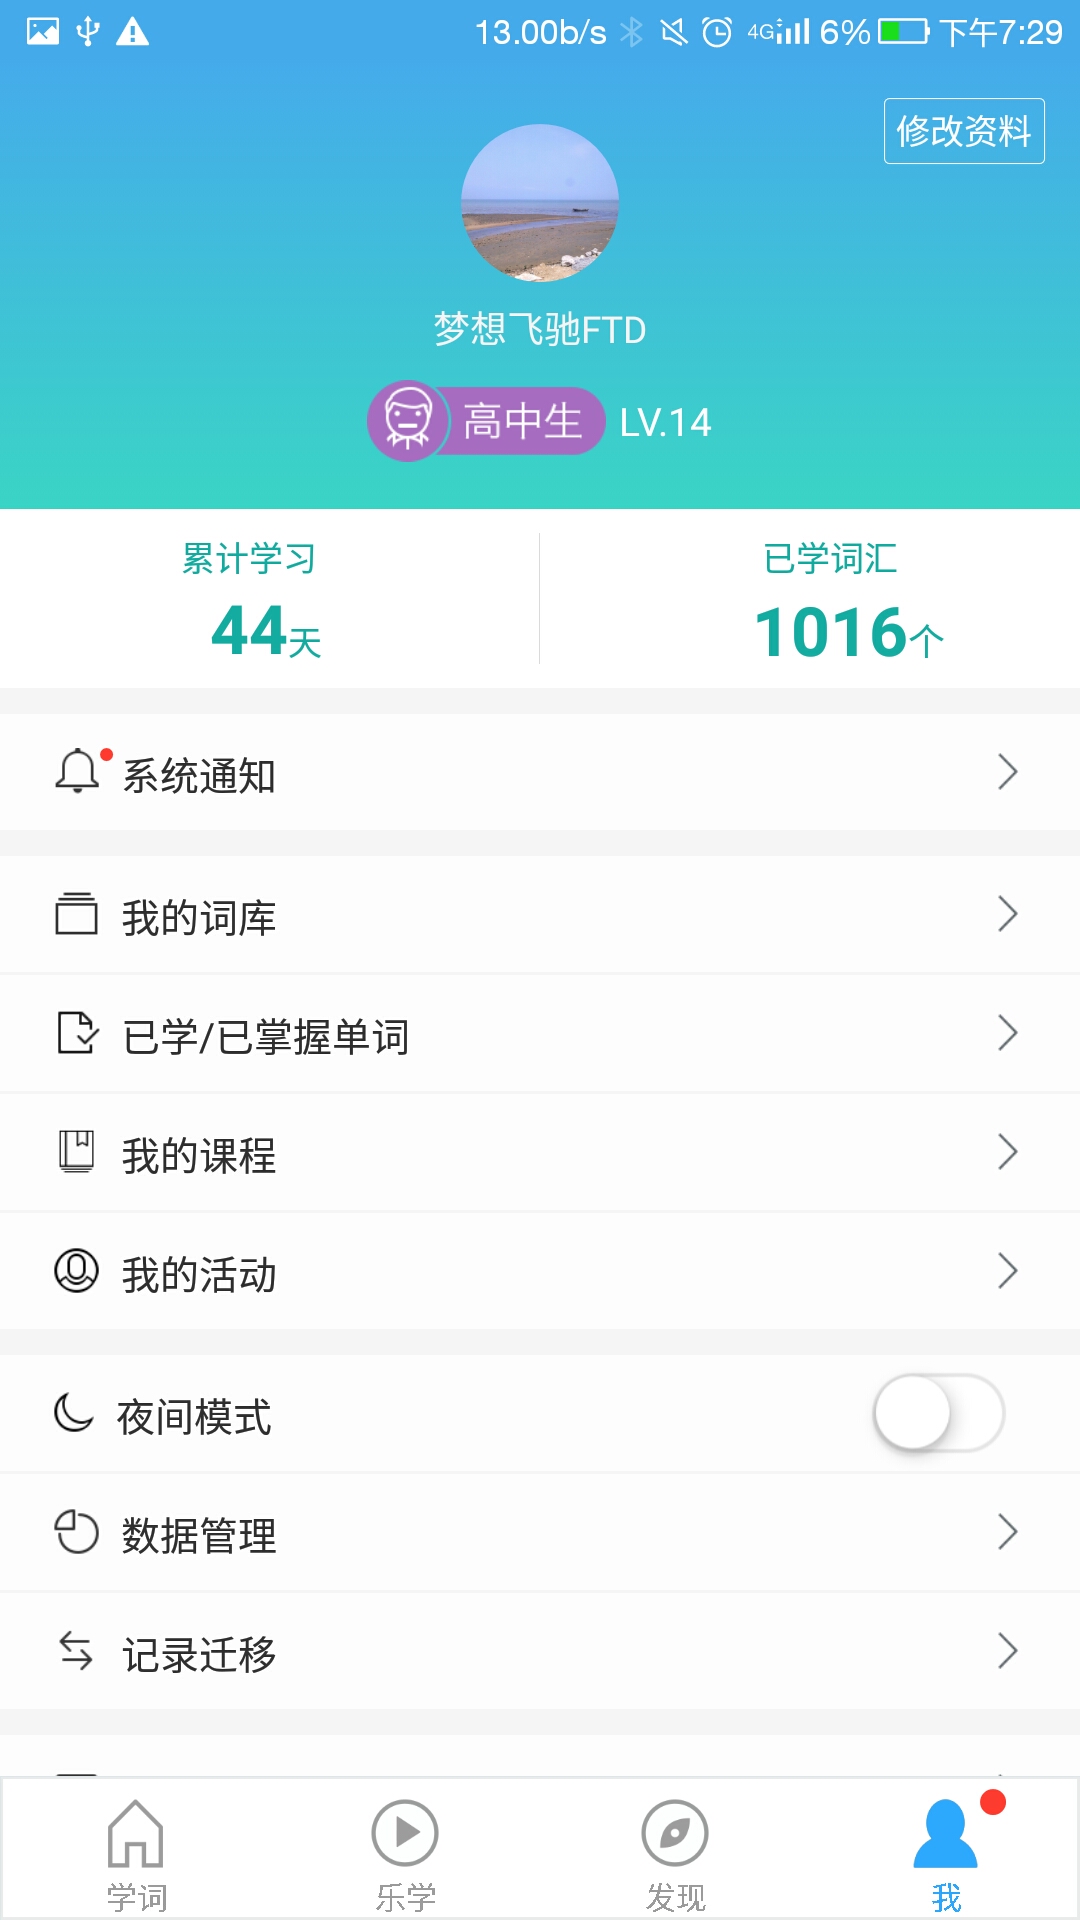 13.00b/s 4G 6% 下午7:29
修改资料
梦想飞驰FTD
高中生 LV.14
累计学习 已学词汇
44天 1016个
系统通知
我的词库
已学/已掌握单词
我的课程
我的活动
夜间模式
数据管理
记录迁移
学词 乐学 发现 我